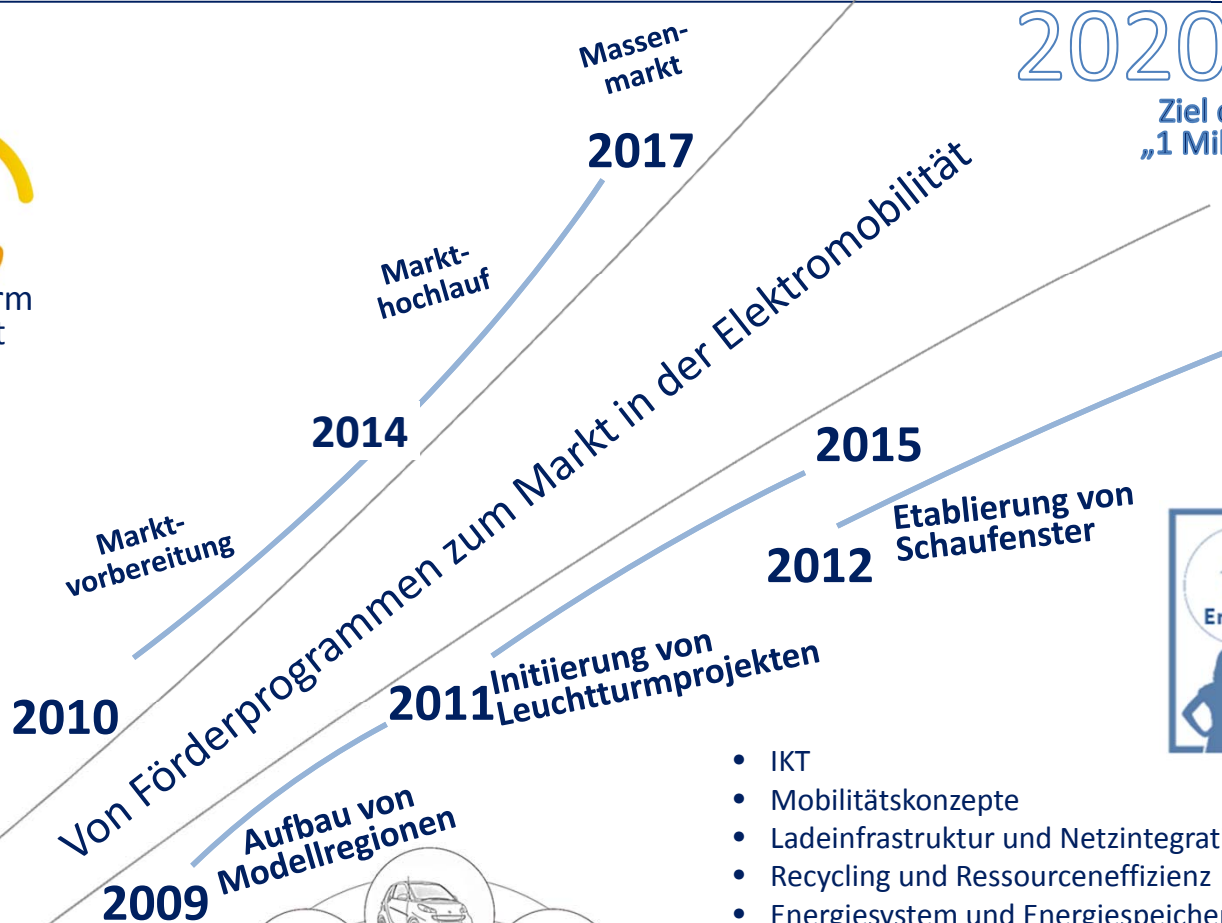 Massen-
markt
2020
Ziel
„1
2017
Markt-
hochlauf
2014
Von Förderprogrammen zum Markt in der Elektromobilität
2015
Etablierung von
Schaufenster
2012
Markt-
vorbereitung
2010
Initiierung von
Leuchtturmprojekten
2011
Aufbau von
Modellregionen
2009
• IKT
• Mobilitätskonzepte
• Ladeinfrastruktur und
• Recycling und Ressourceneffizienz
• Energiesystem und